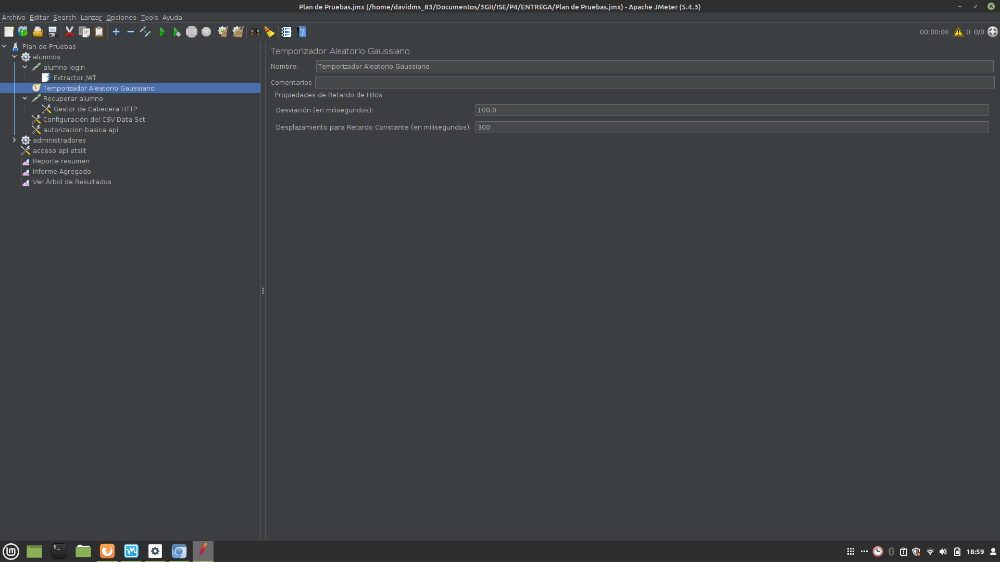 Plan de Pruebas.jmx (/home/davidms_83/Documentos/3GII/ISE/P4/ENTREGA/Plan de Pruebas.jmx) - Apache JMeter (5.4.3)
Archivo Editar Search Lanzar Opciones Tools Ayuda
00:00:00 0 0/0
Plan de Pruebas
alumnos
alumno login
Extractor JWT
Temporizador Aleatorio Gaussiano
Recuperar alumno
Gestor de Cabecera HTTP
Configuración del CSV Data Set
autorizacion basica api
administradores
acceso api etsiit
Reporte resumen
Informe Agregado
Ver Árbol de Resultados
Temporizador Aleatorio Gaussiano
Nombre: Temporizador Aleatorio Gaussiano
Comentarios
Propiedades de Retardo de Hilos
Desviación (en milisegundos): 100.0
Desplazamiento para Retardo Constante (en milisegundos): 300
18:59